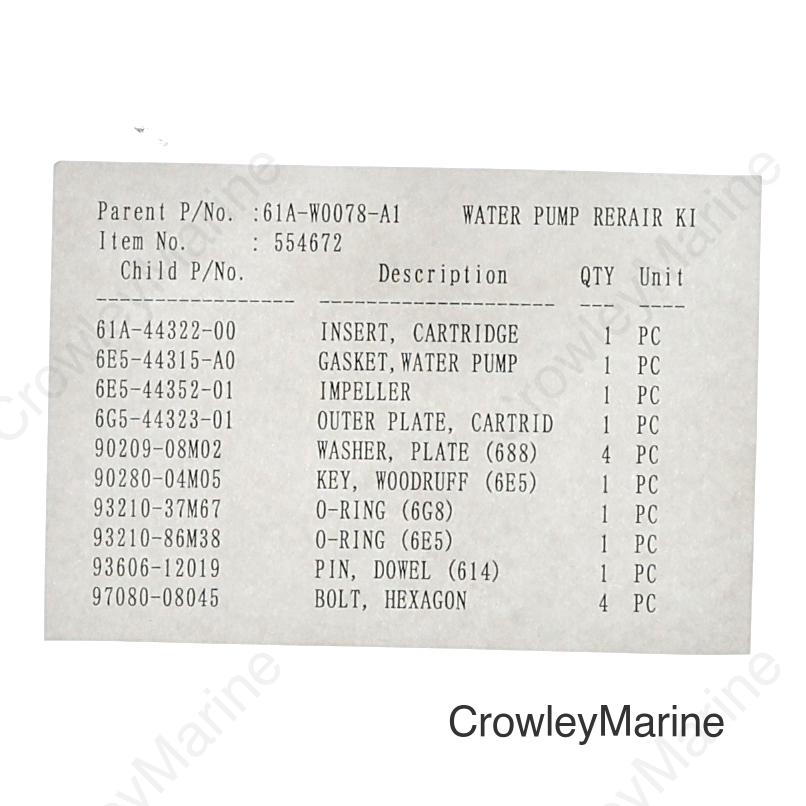 Parent P/No. :61A-W0078-A1 WATER PUMP RERAIR KI
Item No. : 554672
Child P/No. Description QTY Unit
61A-44322-00 INSERT, CARTRIDGE 1 PC
6E5-44315-A0 GASKET,WATER PUMP 1 PC
6E5-44352-01 IMPELLER 1 PC
6G5-44323-01 OUTER PLATE, CARTRID 1 PC
90209-08M02 WASHER, PLATE (688) 4 PC
90280-04M05 KEY, WOODRUFF (6E5) 1 PC
93210-37M67 O-RING (6G8) 1 PC
93210-86M38 O-RING (6E5) 1 PC
93606-12019 PIN, DOWEL (614) 1 PC
97080-08045 BOLT, HEXAGON 4 PC
CrowleyMarine